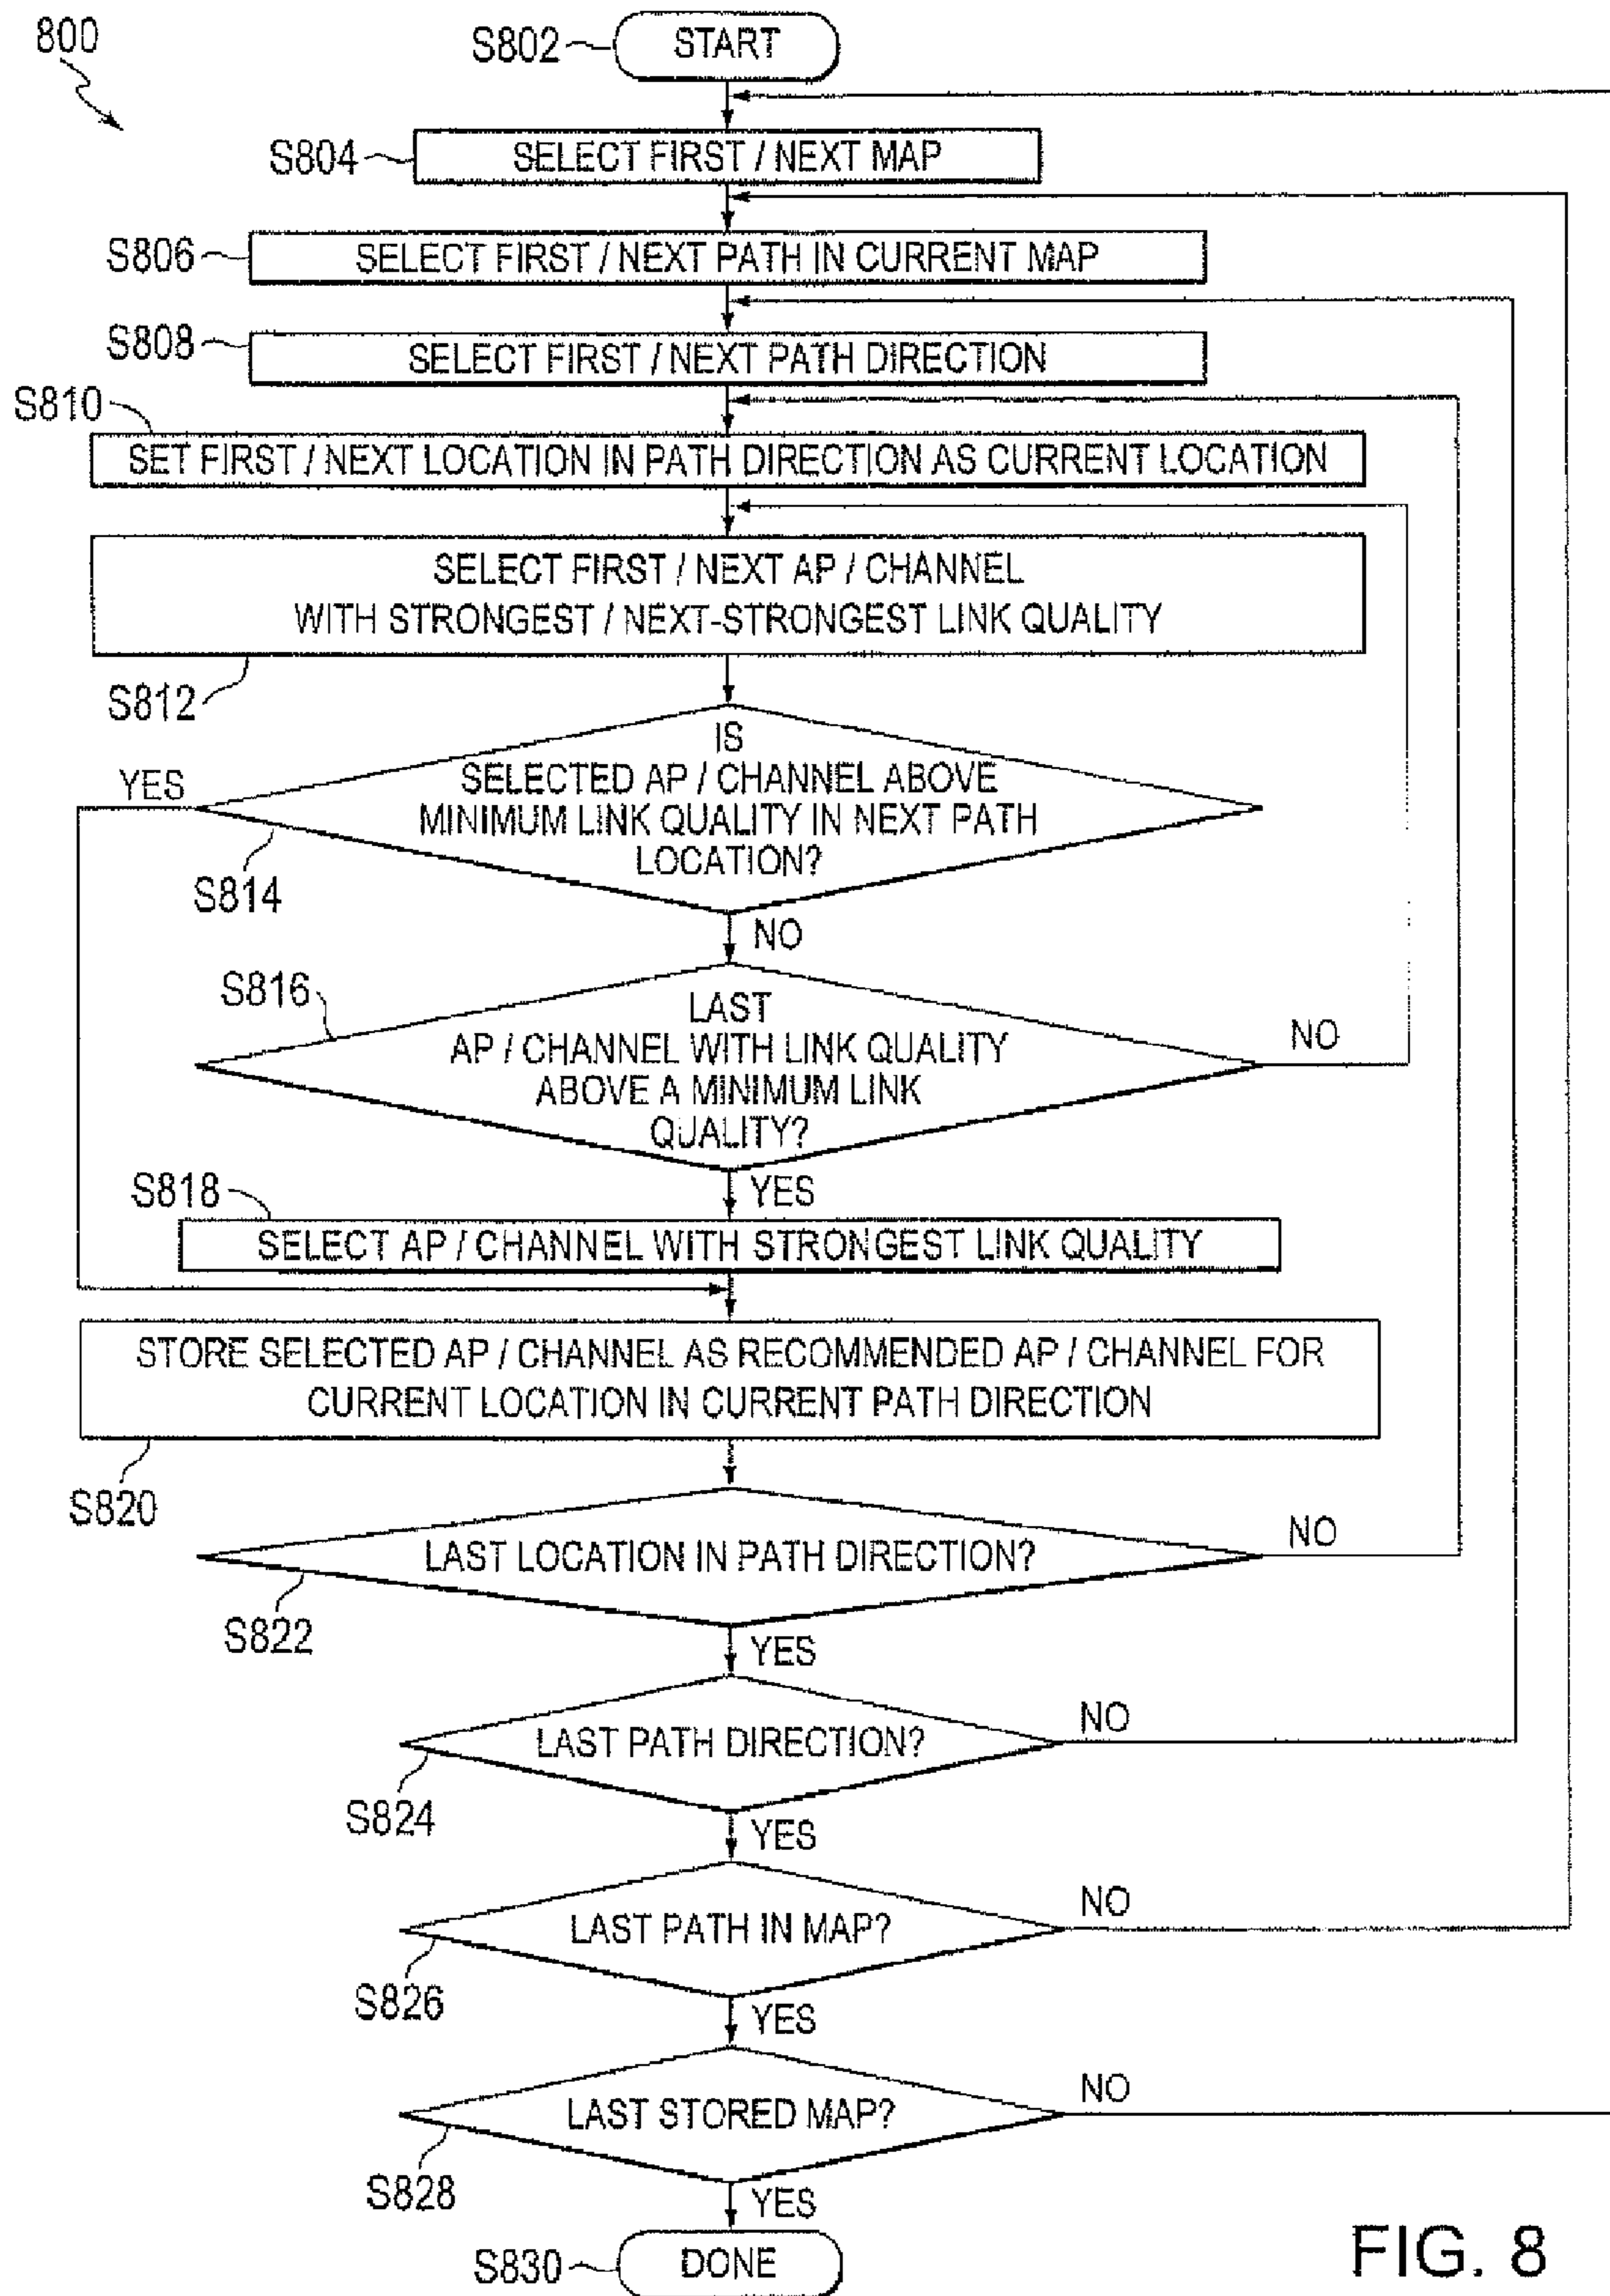 800
S802
START
S804
SELECT FIRST / NEXT MAP
S806
SELECT FIRST / NEXT PATH IN CURRENT MAP
S808
SELECT FIRST / NEXT PATH DIRECTION
S810
SET FIRST / NEXT LOCATION IN PATH DIRECTION AS CURRENT LOCATION
SELECT FIRST / NEXT AP / CHANNEL
WITH STRONGEST / NEXT-STRONGEST LINK QUALITY
S812
IS
SELECTED AP / CHANNEL ABOVE
MINIMUM LINK QUALITY IN NEXT PATH
LOCATION?
YES
S814
NO
S816
LAST
AP / CHANNEL WITH LINK QUALITY
ABOVE A MINIMUM LINK
QUALITY?
NO
YES
S818
SELECT AP / CHANNEL WITH STRONGEST LINK QUALITY
STORE SELECTED AP / CHANNEL AS RECOMMENDED AP / CHANNEL FOR
CURRENT LOCATION IN CURRENT PATH DIRECTION
S820
LAST LOCATION IN PATH DIRECTION?
NO
S822
YES
LAST PATH DIRECTION?
NO
S824
YES
LAST PATH IN MAP?
NO
S826
YES
LAST STORED MAP?
NO
S828
YES
S830
DONE
FIG. 8